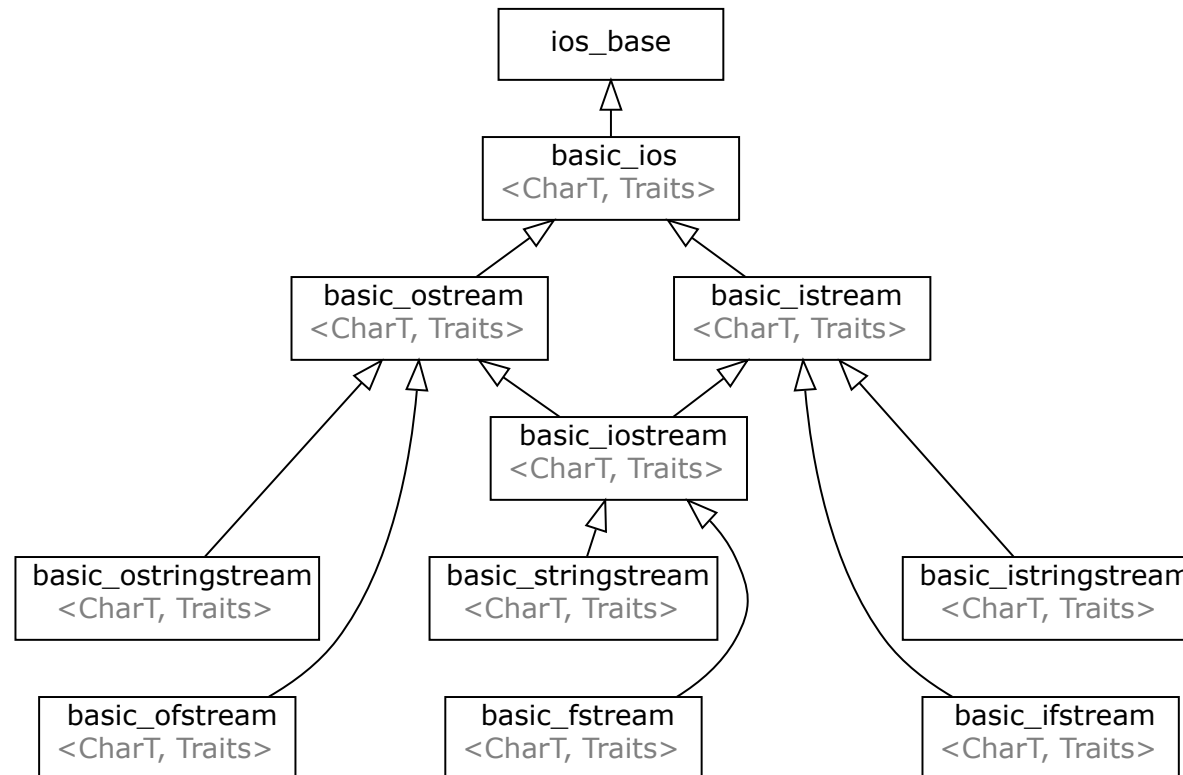 ios_base
basic_ios
<CharT, Traits>
basic_ostream
<CharT, Traits>
basic_istream
<CharT, Traits>
basic_iostream
<CharT, Traits>
basic_ostringstream
<CharT, Traits>
basic_stringstream
<CharT, Traits>
basic_istringstream
<CharT, Traits>
basic_ofstream
<CharT, Traits>
basic_fstream
<CharT, Traits>
basic_ifstream
<CharT, Traits>